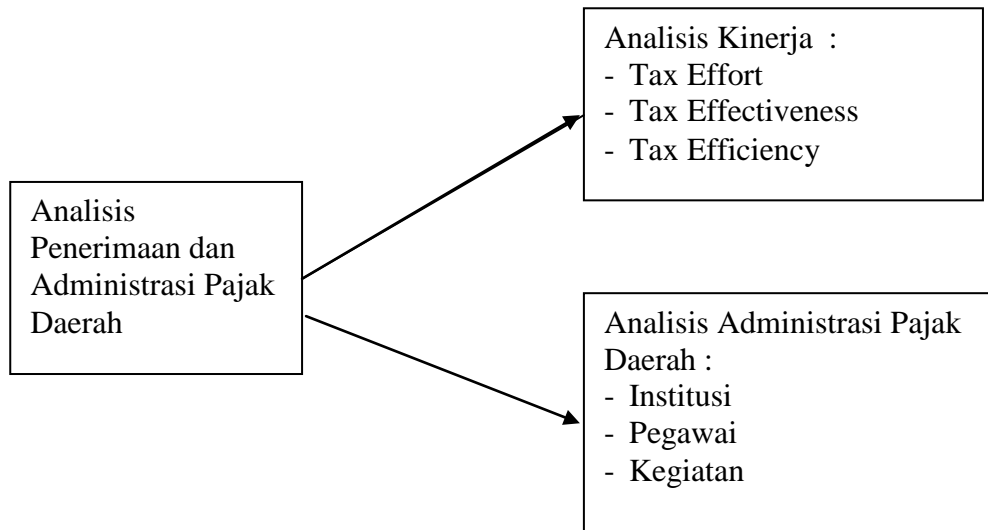 Analisis Kinerja :
- Tax Effort
- Tax Effectiveness
- Tax Efficiency
Analisis
Penerimaan dan
Administrasi Pajak
Daerah
Analisis Administrasi Pajak
Daerah :
- Institusi
- Pegawai
- Kegiatan